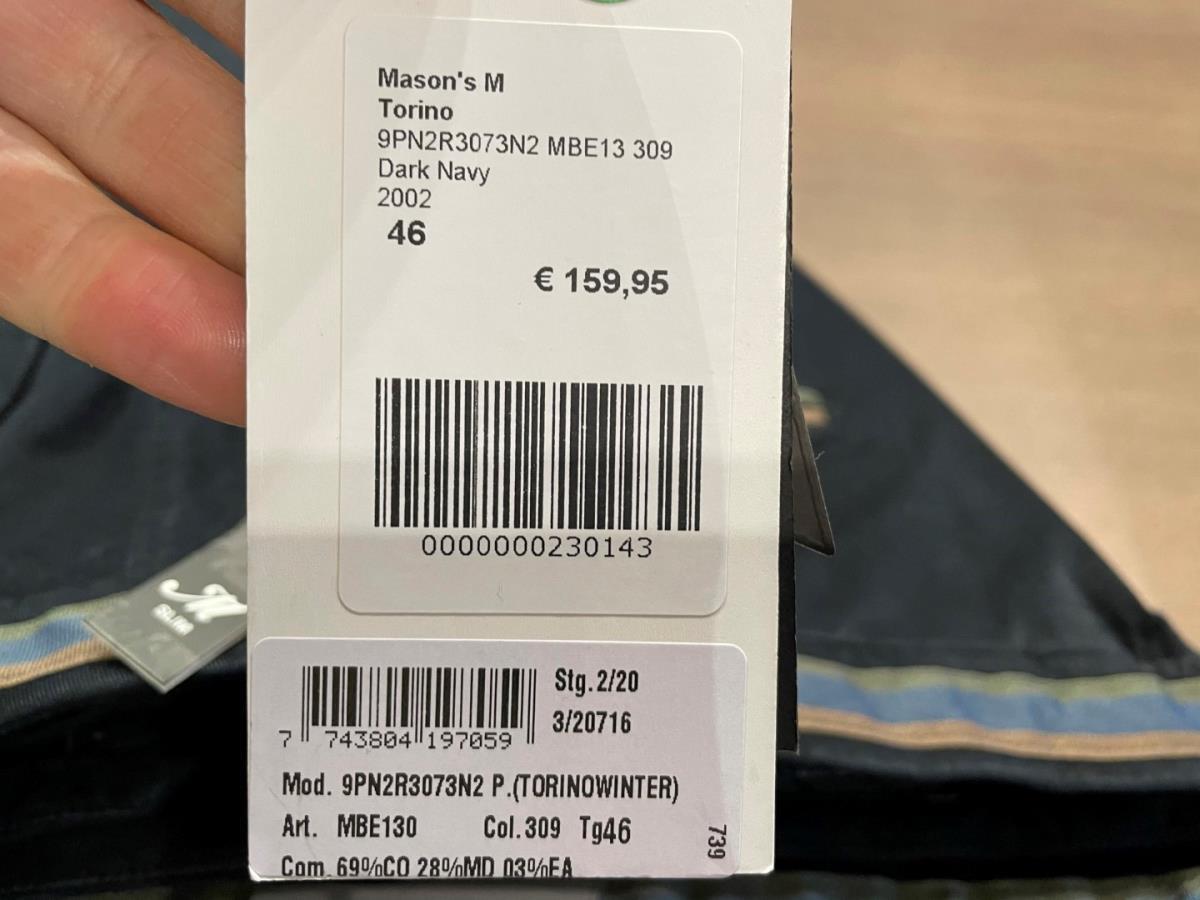 Mason's M
Torino
9PN2R3073N2 MBE13 309
Dark Navy
2002
46
€ 159,95
0000000230143
Stg.2/20
3/20716
7 743804 197059
Mod. 9PN2R3073N2 P.(TORINOWINTER)
Art. MBE130 Col.309 Tg46
739
Com. 69%CO 28%MD 03%EA
M
SLIM